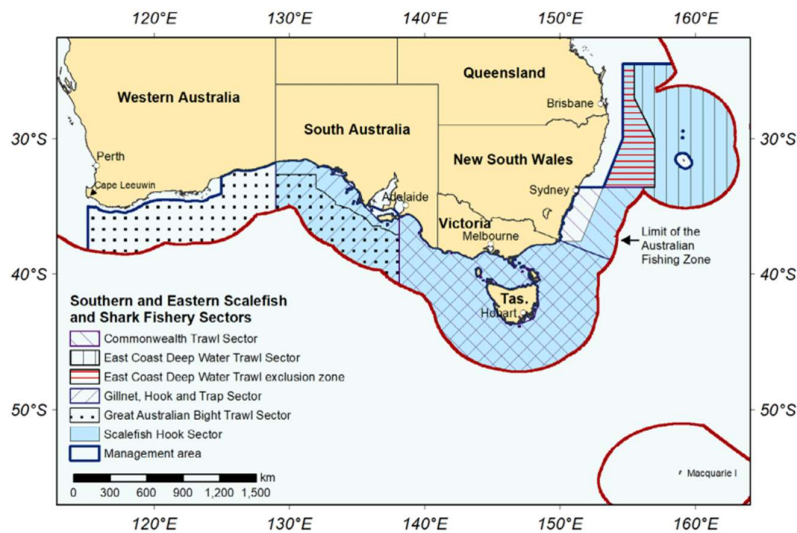 120°E 130°E 140°E 150°E 160°E
Queensland
Western Australia
Brisbane
South Australia
30°S 30°S
Perth
New South Wales
Cape Leeuwin
Sydney
Adelaide
Victoria
Melbourne
Limit of the
Australian
Fishing Zone
40°S 40°S
Tas.
Hobart
Southern and Eastern Scalefish
and Shark Fishery Sectors
Commonwealth Trawl Sector
East Coast Deep Water Trawl Sector
East Coast Deep Water Trawl exclusion zone
Gillnet, Hook and Trap Sector
50°S 50°S
Great Australian Bight Trawl Sector
Scalefish Hook Sector
Management area
Macquarie I
km
0 300 600 900 1,200 1,500
120°E 130°E 140°E 150°E 160°E